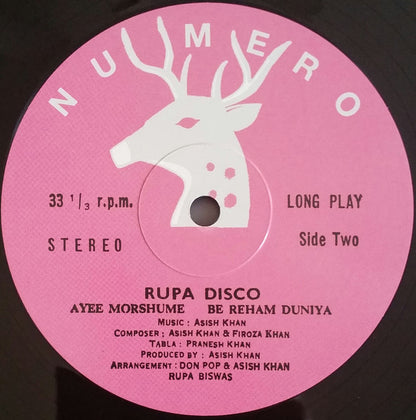 NUMERO
33 1/3 r.p.m.
LONG PLAY
STEREO
Side Two
RUPA DISCO
AYEE MORSHUME BE REHAM DUNIYA
MUSIC : ASISH KHAN
COMPOSER ; ASISH KHAN & FIROZA KHAN
TABLA : PRANESH KHAN
PRODUCED BY : ASISH KHAN
ARRANGEMENT : DON POP & ASISH KHAN
RUPA BISWAS